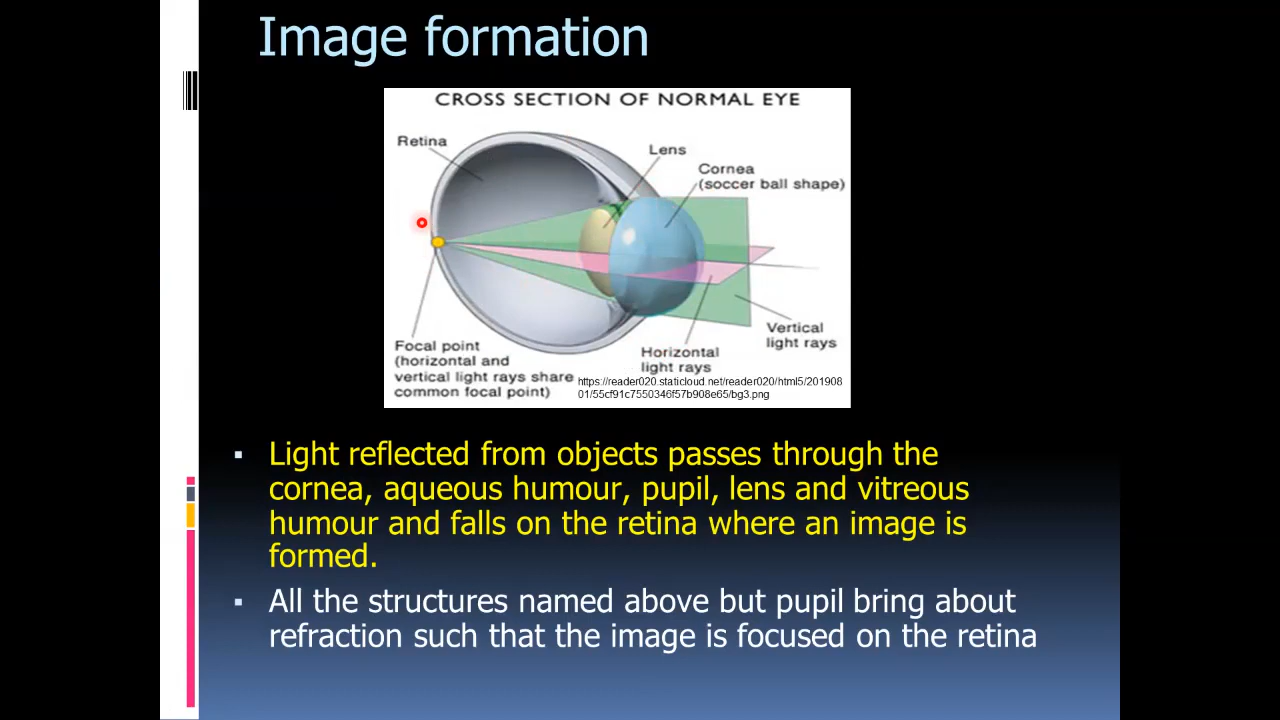 Image formation
CROSS SECTION OF NORMAL EYE
Retina
Lens
Cornea
(soccer ball shape)
Focal point
(horizontal and
vertical light rays share
common focal point)
Horizontal
light rays
Vertical
light rays
https://reader020.staticloud.net/reader020/html5/201908
01/55cf91c7550346f57b908e65/bg3.png
▪ Light reflected from objects passes through the
cornea, aqueous humour, pupil, lens and vitreous
humour and falls on the retina where an image is
formed.
▪ All the structures named above but pupil bring about
refraction such that the image is focused on the retina